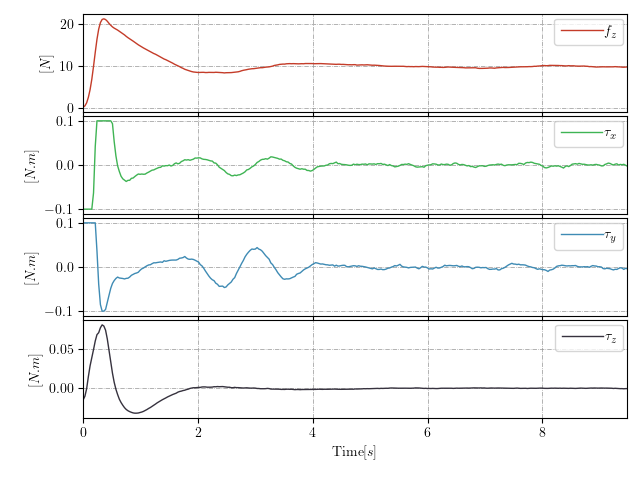 20
10
0
[N]
f_z
0.1
0.0
−0.1
[N.m]
τ_x
0.1
0.0
−0.1
[N.m]
τ_y
0.05
0.00
[N.m]
τ_z
0 2 4 6 8
Time[s]